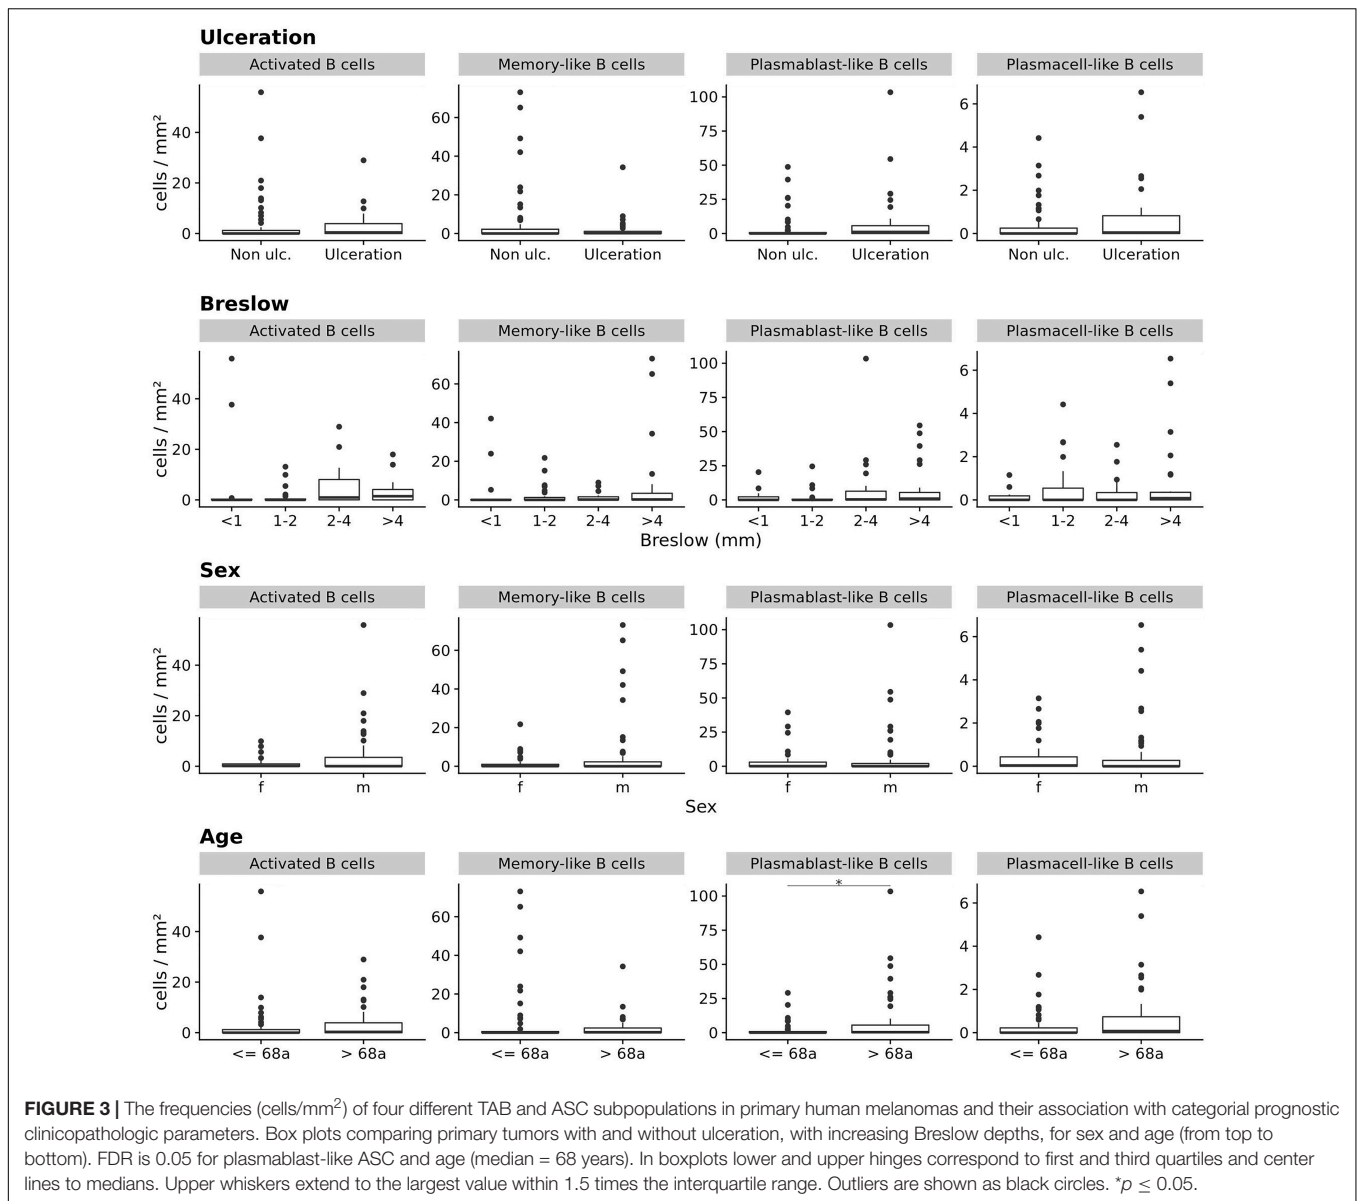 Ulceration
Activated B cells Memory-like B cells Plasmablast-like B cells Plasmacell-like B cells
cells / mm²
40
20
0
60
40
20
0
100
75
50
25
0
6
4
2
0
Non ulc. Ulceration Non ulc. Ulceration Non ulc. Ulceration Non ulc. Ulceration
Breslow
Activated B cells Memory-like B cells Plasmablast-like B cells Plasmacell-like B cells
cells / mm²
40
20
0
60
40
20
0
100
75
50
25
0
6
4
2
0
<1 1-2 2-4 >4 <1 1-2 2-4 >4 <1 1-2 2-4 >4 <1 1-2 2-4 >4
Breslow (mm)
Sex
Activated B cells Memory-like B cells Plasmablast-like B cells Plasmacell-like B cells
cells / mm²
40
20
0
60
40
20
0
100
75
50
25
0
6
4
2
0
f m f m f m f m
Sex
Age
Activated B cells Memory-like B cells Plasmablast-like B cells Plasmacell-like B cells
*
cells / mm²
40
20
0
60
40
20
0
100
75
50
25
0
6
4
2
0
<= 68a > 68a <= 68a > 68a <= 68a > 68a <= 68a > 68a
FIGURE 3 | The frequencies (cells/mm²) of four different TAB and ASC subpopulations in primary human melanomas and their association with categorial prognostic
clinicopathologic parameters. Box plots comparing primary tumors with and without ulceration, with increasing Breslow depths, for sex and age (from top to
bottom). FDR is 0.05 for plasmablast-like ASC and age (median = 68 years). In boxplots lower and upper hinges correspond to first and third quartiles and center
lines to medians. Upper whiskers extend to the largest value within 1.5 times the interquartile range. Outliers are shown as black circles. *p ≤ 0.05.